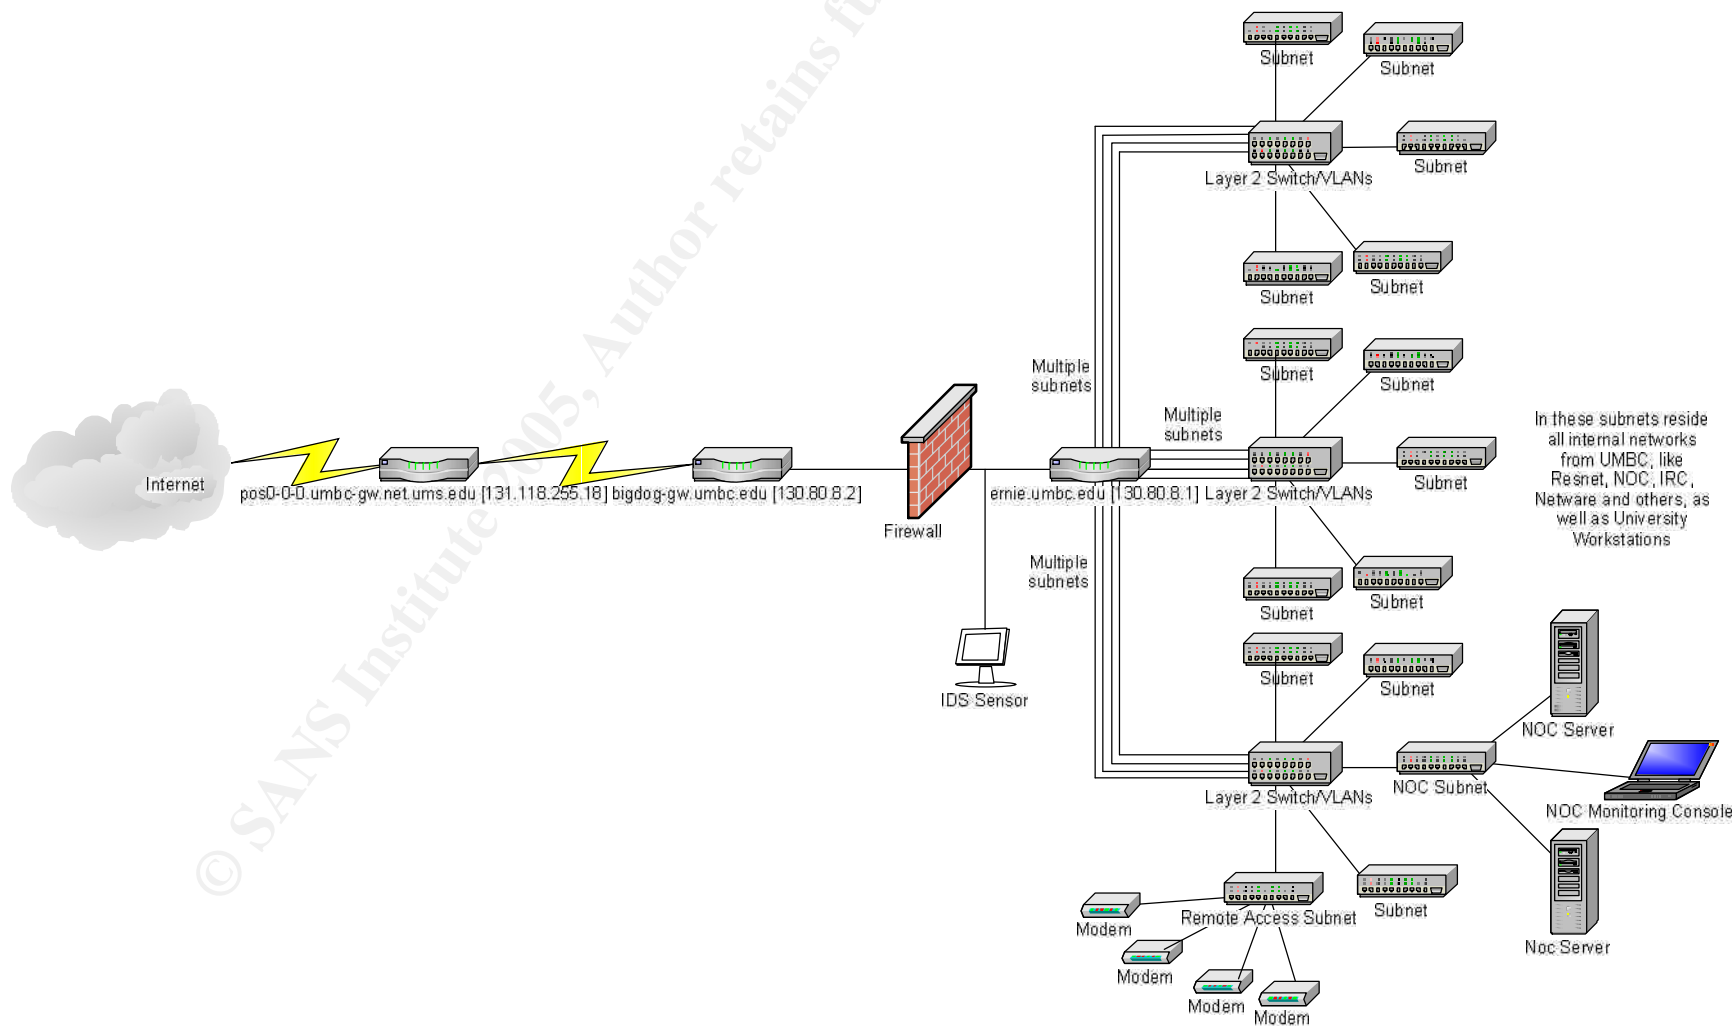 © SANS Institute 2005, Author retains fu
Subnet
Subnet
Subnet
Layer 2 Switch/VLANs
Subnet
Subnet
Multiple
subnets
Subnet
Subnet
Multiple
subnets
Subnet
Internet
pos0-0-0.umbc-gw.net.ums.edu [131.118.255.18]
bigdog-gw.umbc.edu [130.80.8.2]
Firewall
ernie.umbc.edu [130.80.8.1]
Layer 2 Switch/VLANs
In these subnets reside
all internal networks
from UMBC, like
Resnet, NOC, IRC,
Netware and others, as
well as University
Workstations
Multiple
subnets
Subnet
Subnet
IDS Sensor
Subnet
Subnet
NOC Server
Layer 2 Switch/VLANs
NOC Subnet
NOC Monitoring Console
Remote Access Subnet
Subnet
Noc Server
Modem
Modem
Modem
Modem